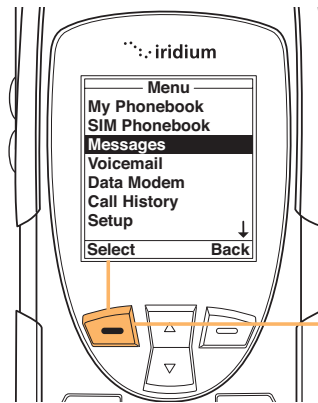 iridium
Menu
My Phonebook
SIM Phonebook
Messages
Voicemail
Data Modem
Call History
Setup
Select Back